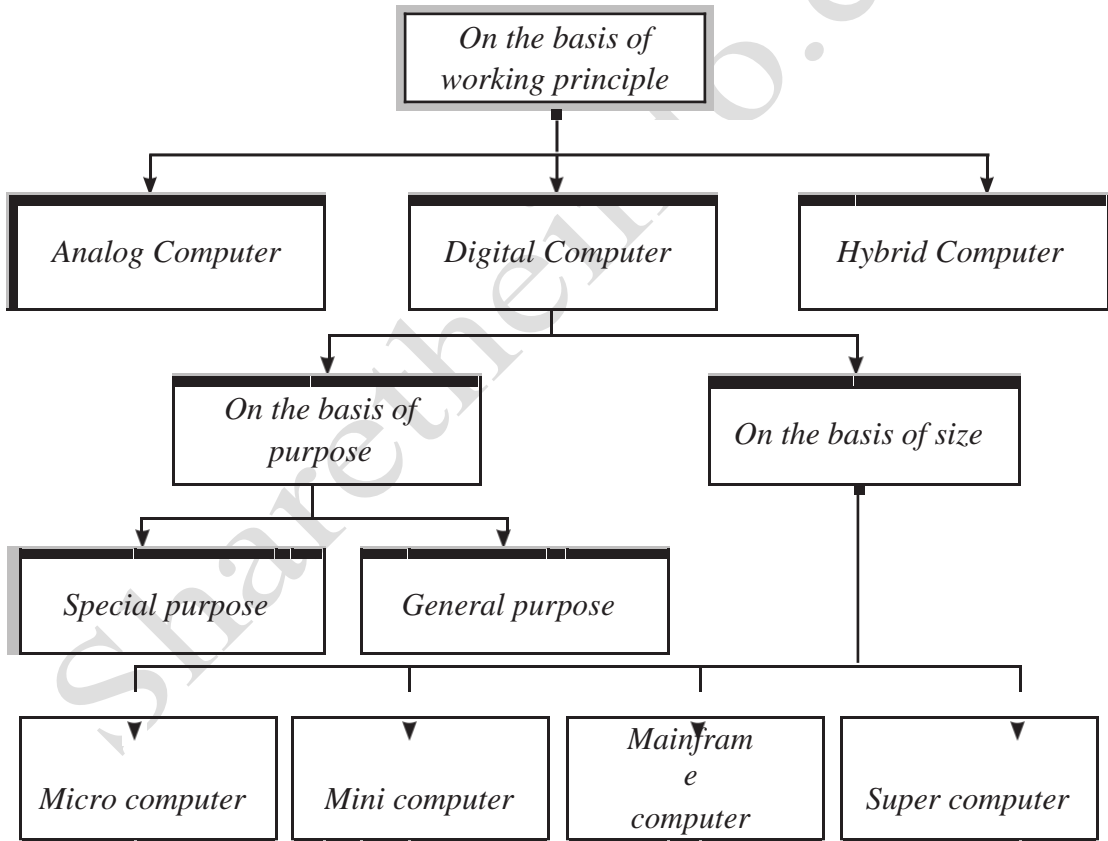 On the basis of
working principle
Analog Computer
Digital Computer
Hybrid Computer
On the basis of
purpose
On the basis of size
Special purpose
General purpose
Micro computer
Mini computer
Mainfram
e
computer
Super computer